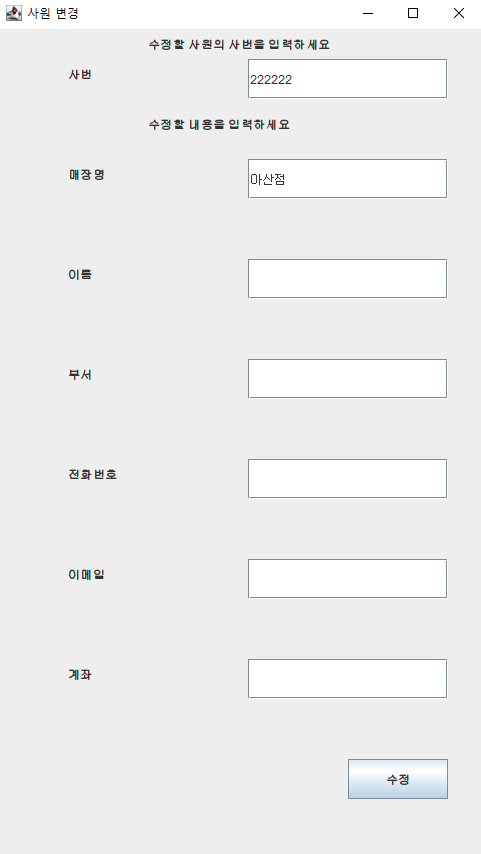 사원 변경
수정할 사원의 사번을 입력하세요
사번
222222
수정할 내용을 입력하세요
매장명
아산점
이름
부서
전화번호
이메일
계좌
수정